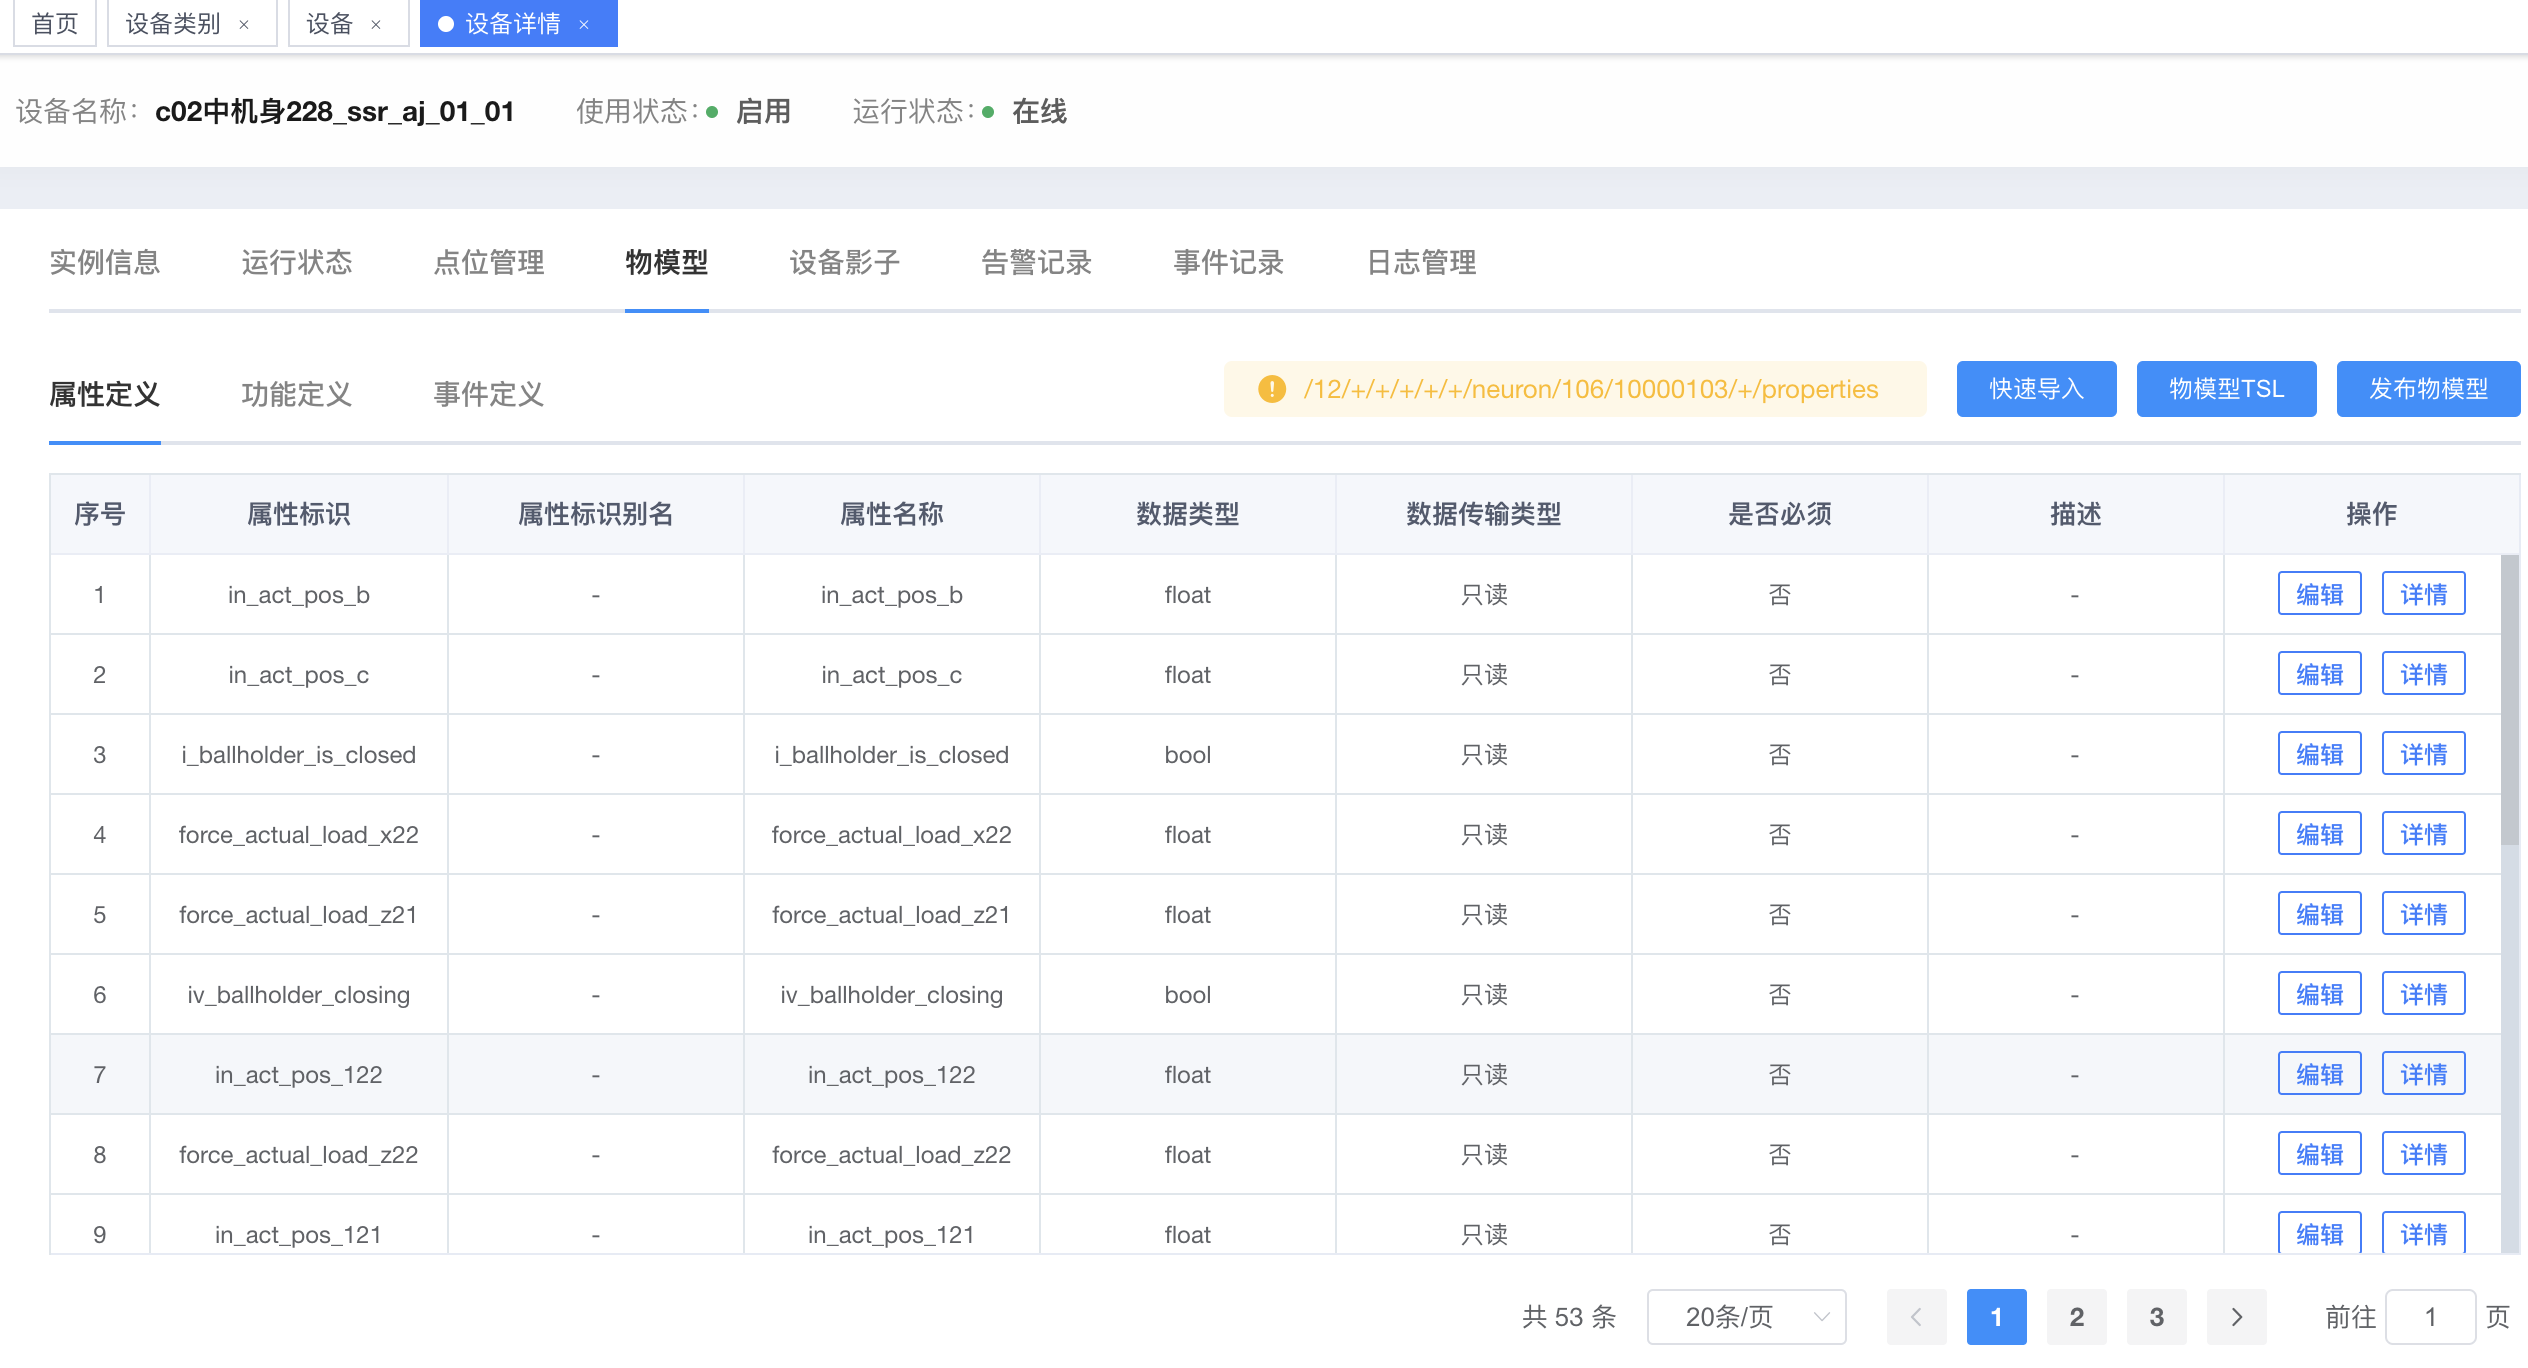 首页 设备类别 × 设备 × 设备详情 ×
设备名称: c02中机身228_ssr_aj_01_01 使用状态: 启用 运行状态: 在线
实例信息 运行状态 点位管理 物模型 设备影子 告警记录 事件记录 日志管理
属性定义 功能定义 事件定义 /12/+/+/+/+/+/neuron/106/10000103/+/properties 快速导入 物模型TSL 发布物模型
序号 属性标识 属性标识别名 属性名称 数据类型 数据传输类型 是否必须 描述 操作
1 in_act_pos_b - in_act_pos_b float 只读 否 - 编辑 详情
2 in_act_pos_c - in_act_pos_c float 只读 否 - 编辑 详情
3 i_ballholder_is_closed - i_ballholder_is_closed bool 只读 否 - 编辑 详情
4 force_actual_load_x22 - force_actual_load_x22 float 只读 否 - 编辑 详情
5 force_actual_load_z21 - force_actual_load_z21 float 只读 否 - 编辑 详情
6 iv_ballholder_closing - iv_ballholder_closing bool 只读 否 - 编辑 详情
7 in_act_pos_122 - in_act_pos_122 float 只读 否 - 编辑 详情
8 force_actual_load_z22 - force_actual_load_z22 float 只读 否 - 编辑 详情
9 in_act_pos_121 - in_act_pos_121 float 只读 否 - 编辑 详情
共 53 条 20条/页 1 2 3 前往 1 页